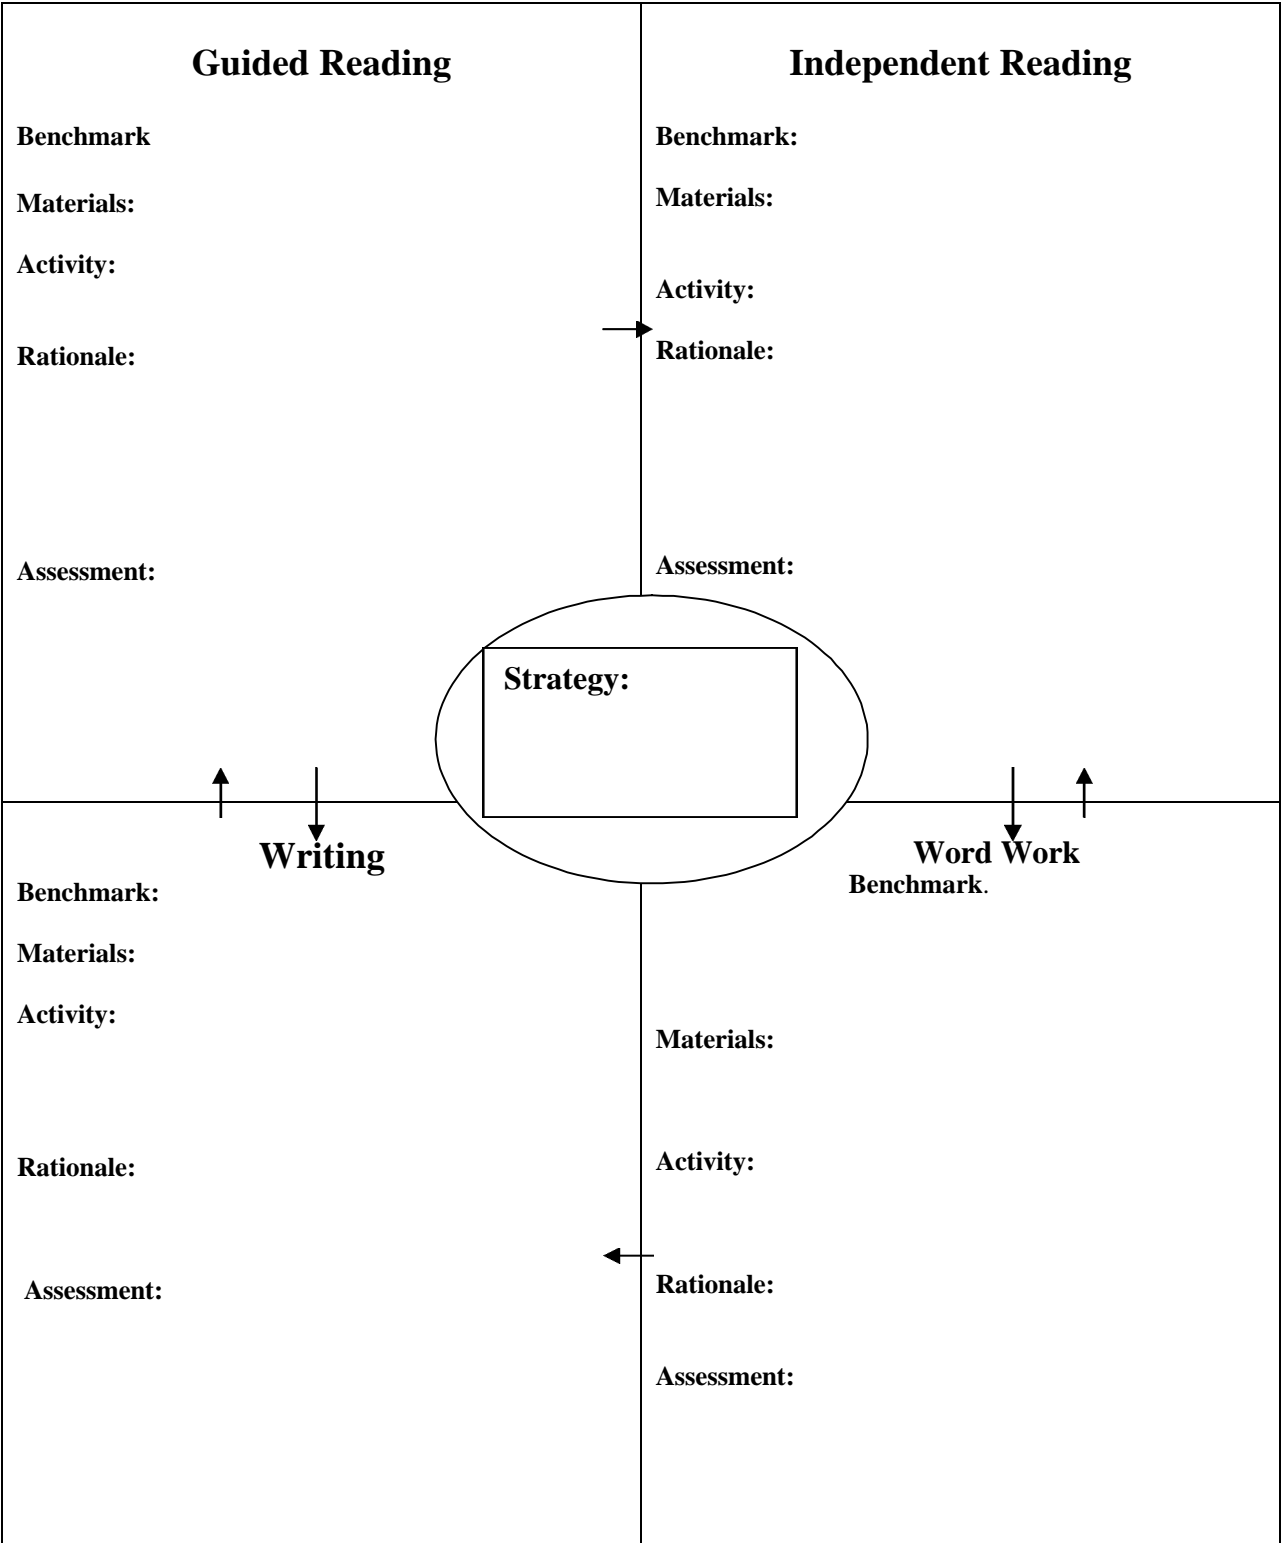 Guided Reading
Benchmark
Materials:
Activity:
Rationale:
Assessment:
Independent Reading
Benchmark:
Materials:
Activity:
Rationale:
Assessment:
Strategy:
Writing
Benchmark:
Materials:
Activity:
Rationale:
Assessment:
Word Work
Benchmark.
Materials:
Activity:
Rationale:
Assessment: